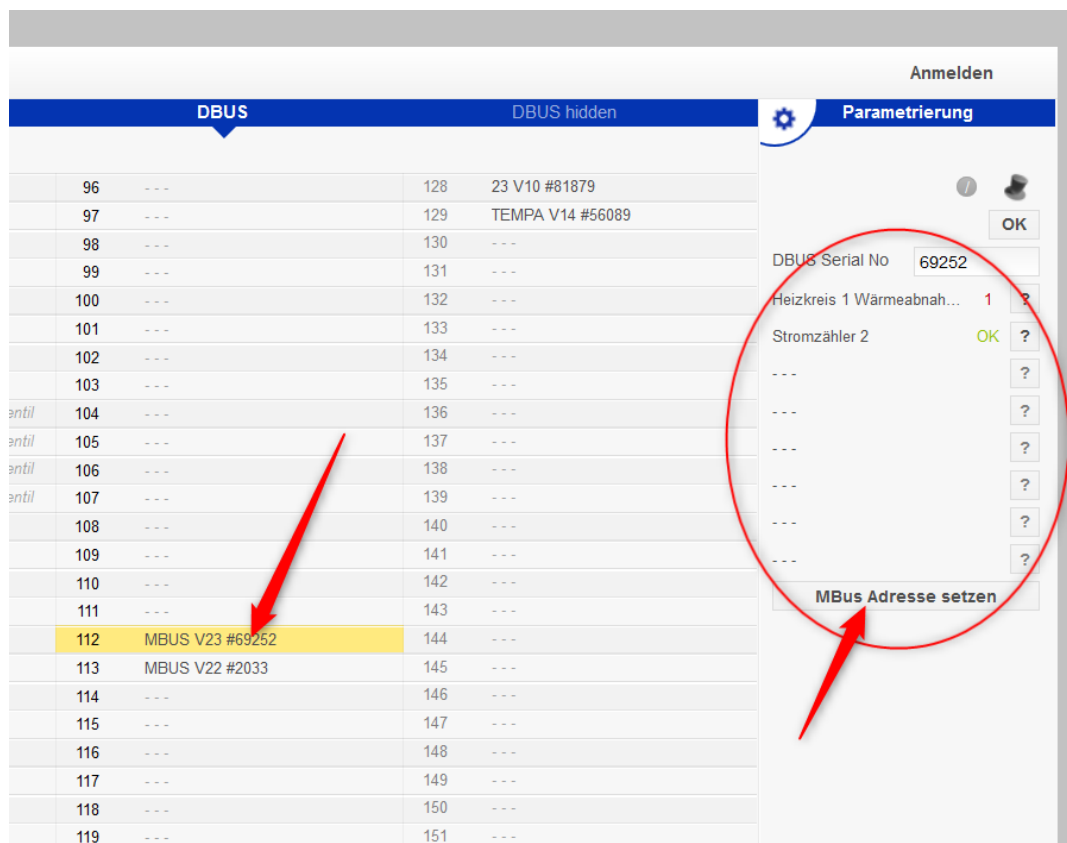 Anmelden
DBUS DBUS hidden Parametrierung
96 - - - 128 23 V10 #81879
97 - - - 129 TEMPA V14 #56089
OK
98 - - - 130 - - -
DBUS Serial No 69252
99 - - - 131 - - -
100 - - - 132 - - -
Heizkreis 1 Wärmeabnah... 1 ?
101 - - - 133 - - -
Stromzähler 2 OK ?
102 - - - 134 - - -
103 - - - 135 - - -
- - - ?
entil 104 - - - 136 - - -
- - - ?
entil 105 - - - 137 - - -
- - - ?
entil 106 - - - 138 - - -
entil 107 - - - 139 - - -
- - - ?
108 - - - 140 - - -
- - - ?
109 - - - 141 - - -
- - - ?
110 - - - 142 - - -
111 - - - 143 - - -
MBus Adresse setzen
112 MBUS V23 #69252 144 - - -
113 MBUS V22 #2033 145 - - -
114 - - - 146 - - -
115 - - - 147 - - -
116 - - - 148 - - -
117 - - - 149 - - -
118 - - - 150 - - -
119 - - - 151 - - -